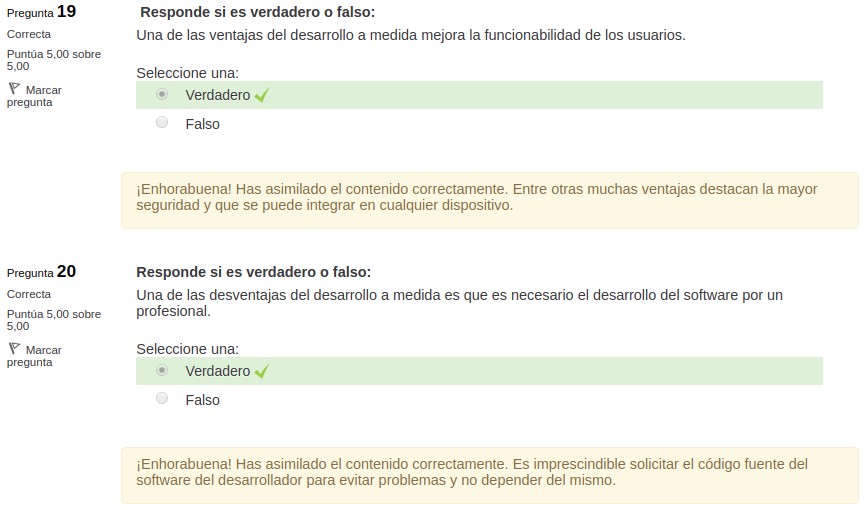 Pregunta 19
Correcta
Puntúa 5,00 sobre
5,00
Marcar
pregunta
Responde si es verdadero o falso:
Una de las ventajas del desarrollo a medida mejora la funcionabilidad de los usuarios.
Seleccione una:
Verdadero
Falso
¡Enhorabuena! Has asimilado el contenido correctamente. Entre otras muchas ventajas destacan la mayor
seguridad y que se puede integrar en cualquier dispositivo.
Pregunta 20
Correcta
Puntúa 5,00 sobre
5,00
Marcar
pregunta
Responde si es verdadero o falso:
Una de las desventajas del desarrollo a medida es que es necesario el desarrollo del software por un
profesional.
Seleccione una:
Verdadero
Falso
¡Enhorabuena! Has asimilado el contenido correctamente. Es imprescindible solicitar el código fuente del
software del desarrollador para evitar problemas y no depender del mismo.